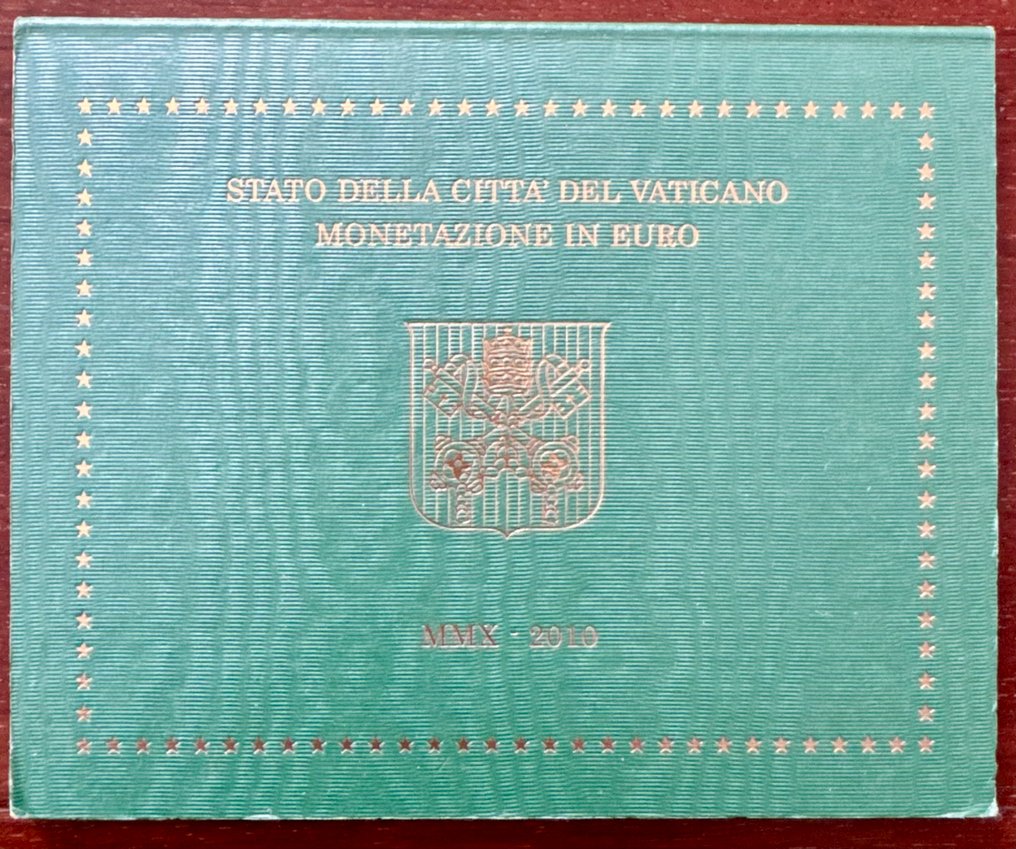 STATO DELLA CITTA' DEL VATICANO
MONETAZIONE IN EURO
MMX - 2010